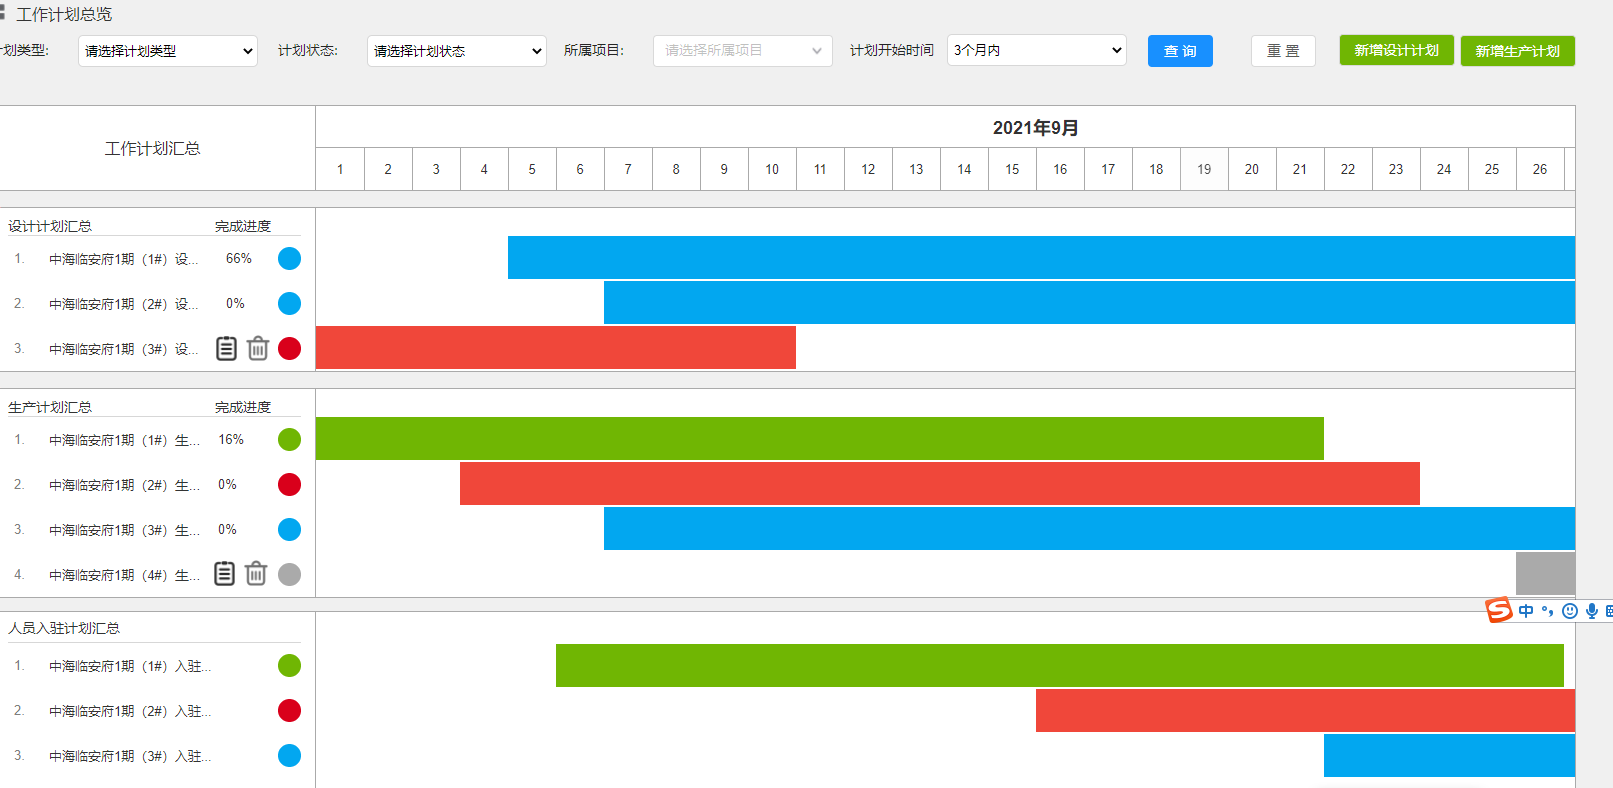 工作计划总览
计划类型: 请选择计划类型 计划状态: 请选择计划状态 所属项目: 请选择所属项目 计划开始时间 3个月内 查 询 重 置 新增设计计划 新增生产计划
工作计划汇总
2021年9月
1 2 3 4 5 6 7 8 9 10 11 12 13 14 15 16 17 18 19 20 21 22 23 24 25 26
设计计划汇总 完成进度
1. 中海临安府1期（1#）设... 66%
2. 中海临安府1期（2#）设... 0%
3. 中海临安府1期（3#）设...
生产计划汇总 完成进度
1. 中海临安府1期（1#）生... 16%
2. 中海临安府1期（2#）生... 0%
3. 中海临安府1期（3#）生... 0%
4. 中海临安府1期（4#）生...
S 中 °,
人员入驻计划汇总
1. 中海临安府1期（1#）入驻...
2. 中海临安府1期（2#）入驻...
3. 中海临安府1期（3#）入驻...